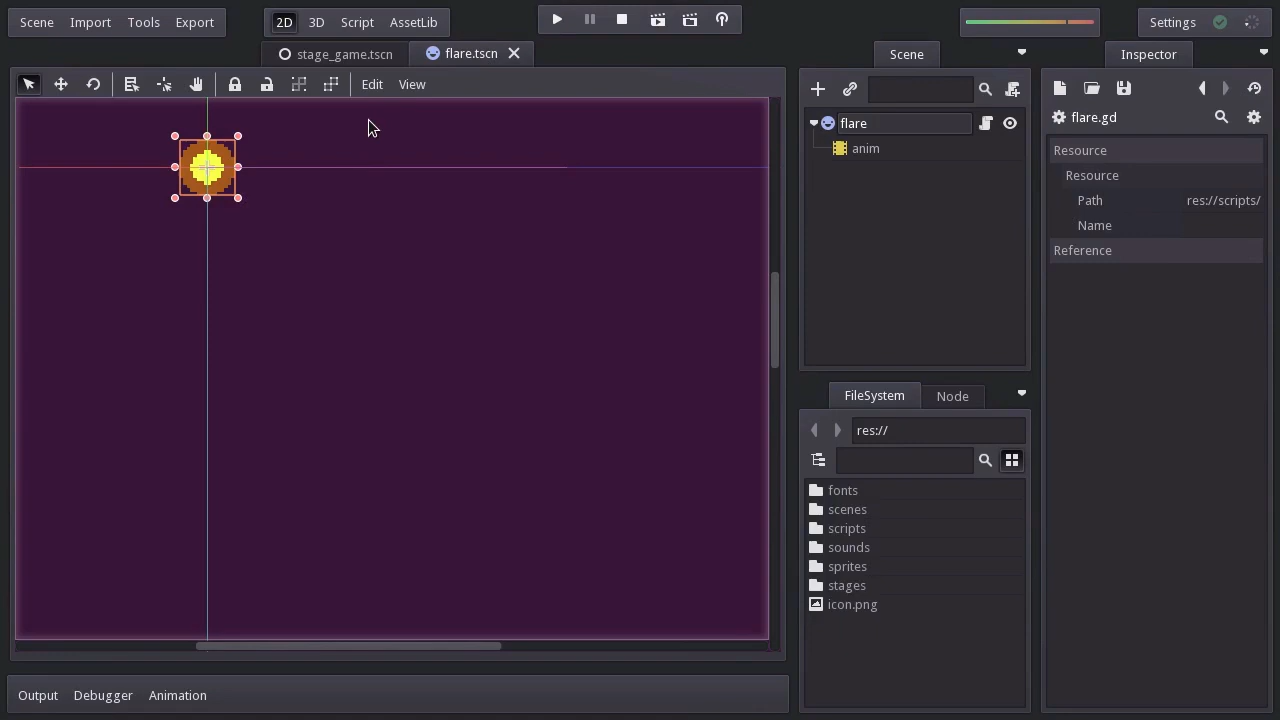 Scene Import Tools Export 2D 3D Script AssetLib Settings
stage_game.tscn flare.tscn Scene Inspector
Edit View
flare
flare.gd
anim
Resource
Resource
Path res://scripts/
Name
Reference
FileSystem Node
res://
fonts
scenes
scripts
sounds
sprites
stages
icon.png
Output Debugger Animation